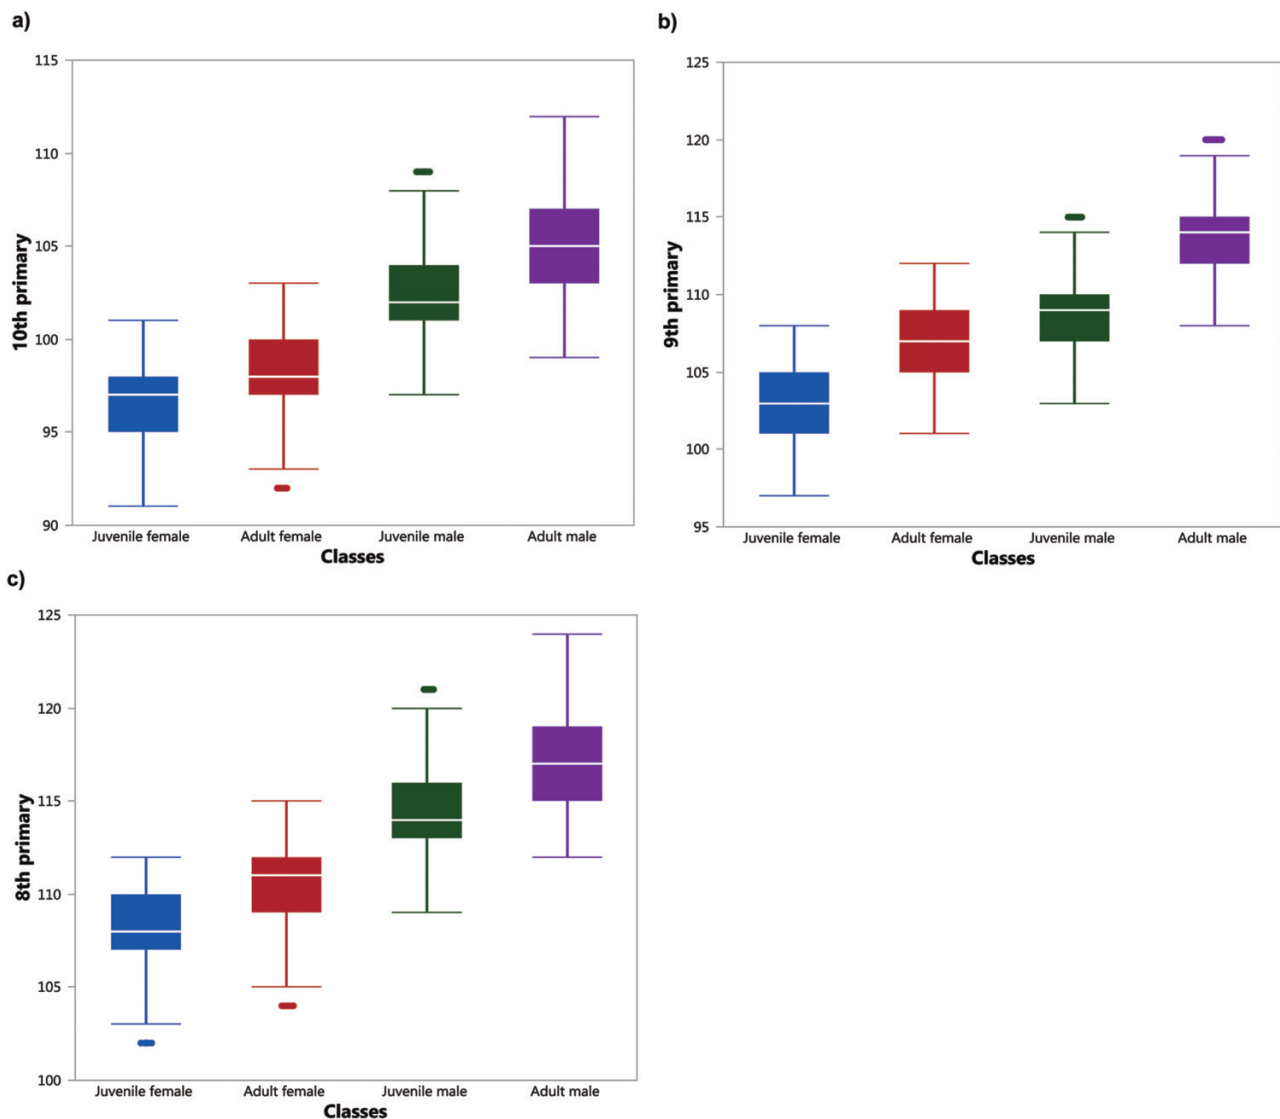 a)
115
110
105
100
95
90
10th primary
Juvenile female Adult female Juvenile male Adult male
Classes
b)
125
120
115
110
105
100
95
9th primary
Juvenile female Adult female Juvenile male Adult male
Classes
c)
125
120
115
110
105
100
8th primary
Juvenile female Adult female Juvenile male Adult male
Classes